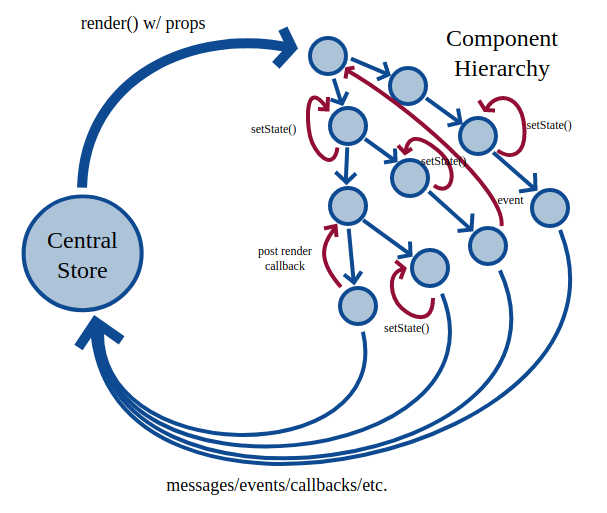 render() w/ props
Component
Hierarchy
setState()
setState()
setState()
event
Central
Store
post render
callback
setState()
messages/events/callbacks/etc.